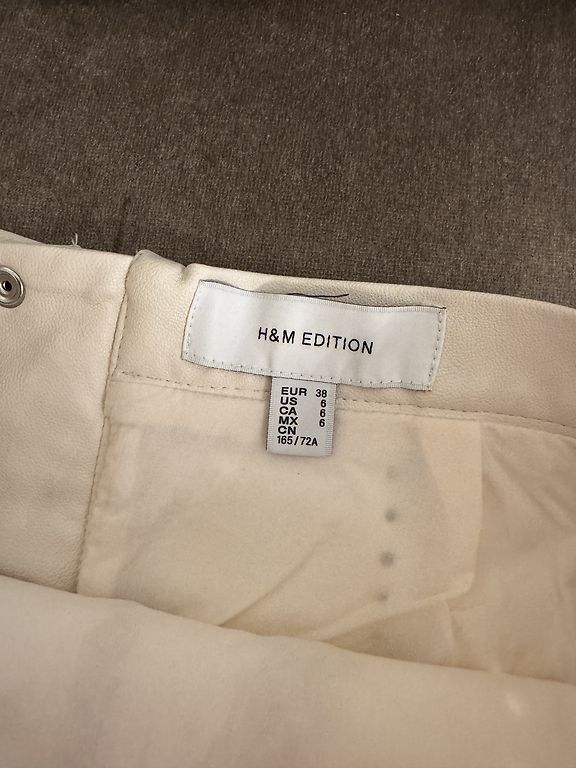 H&M EDITION
EUR 38
US 6
CA 6
MX 6
CN
165/72A